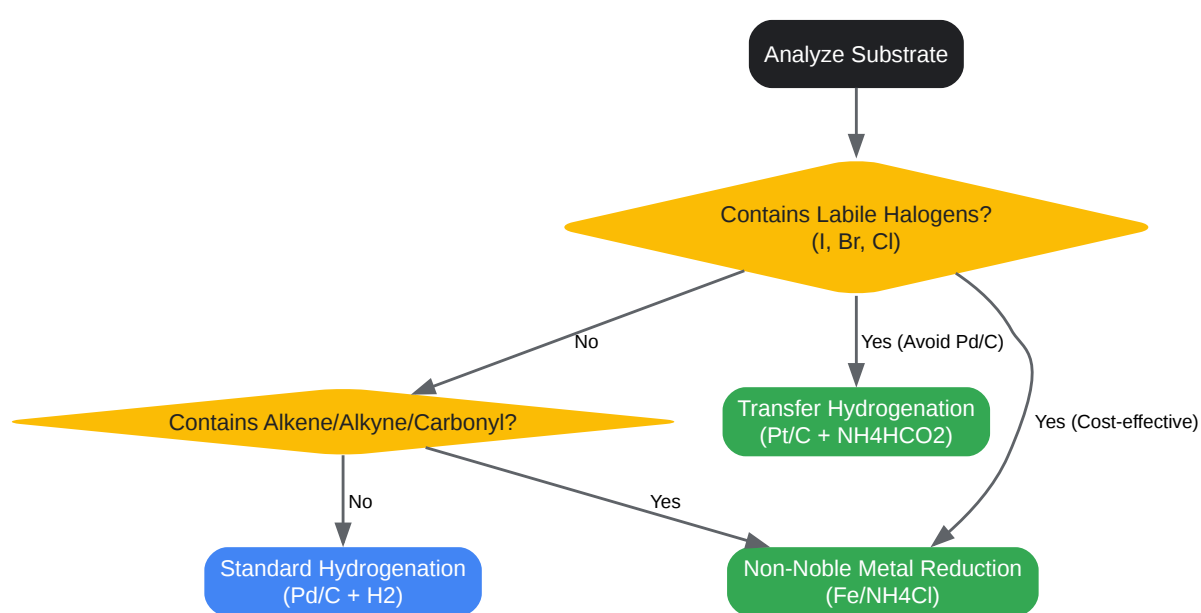 Analyze Substrate
Contains Labile Halogens?
(I, Br, Cl)
No
Yes (Avoid Pd/C)
Transfer Hydrogenation
(Pt/C + NH4HCO2)
Yes (Cost-effective)
Contains Alkene/Alkyne/Carbonyl?
No
Yes
Standard Hydrogenation
(Pd/C + H2)
Non-Noble Metal Reduction
(Fe/NH4Cl)